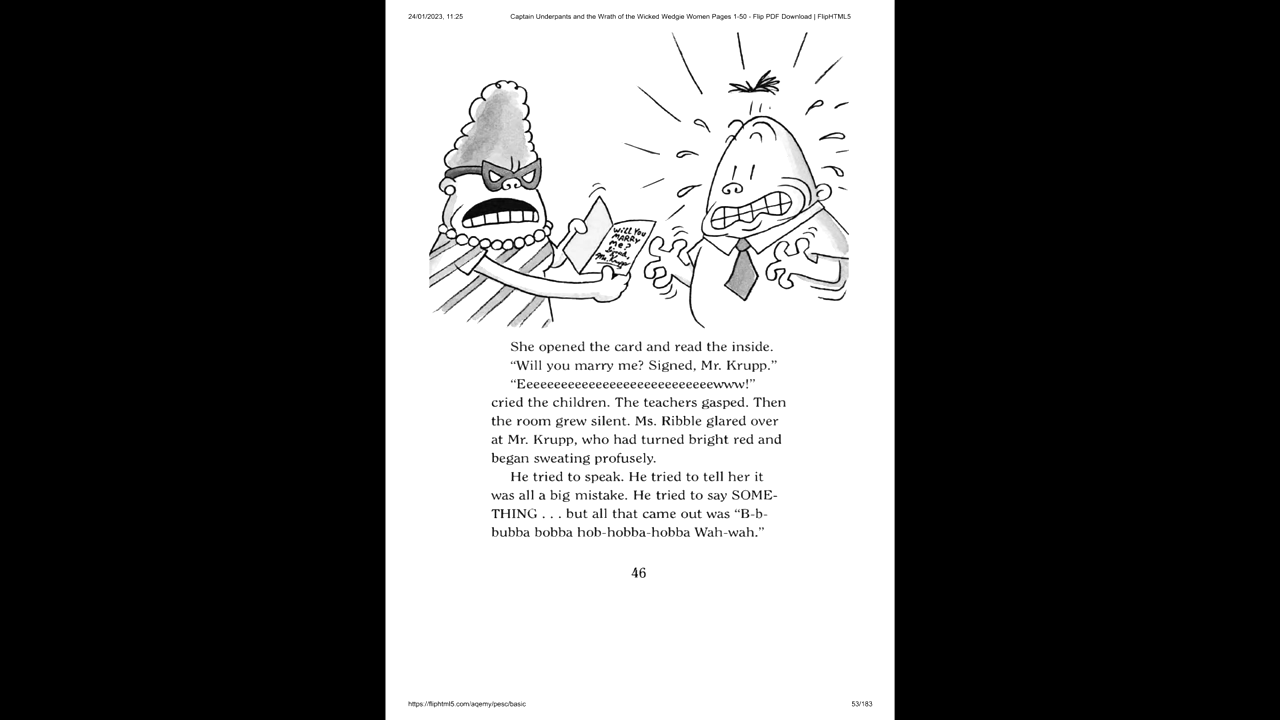 24/01/2023, 11:25 Captain Underpants and the Wrath of the Wicked Wedgie Women Pages 1-50 - Flip PDF Download | FlipHTML5
Will You
MARRY
Me?
Signed,
Mr. Krupp
She opened the card and read the inside.
“Will you marry me? Signed, Mr. Krupp.”
“Eeeeeeeeeeeeeeeeeeeeeeeeeeewww!”
cried the children. The teachers gasped. Then
the room grew silent. Ms. Ribble glared over
at Mr. Krupp, who had turned bright red and
began sweating profusely.
He tried to speak. He tried to tell her it
was all a big mistake. He tried to say SOME-
THING . . . but all that came out was “B-b-
bubba bobba hob-hobba-hobba Wah-wah.”
46
https://fliphtml5.com/aqemy/pesc/basic 53/183